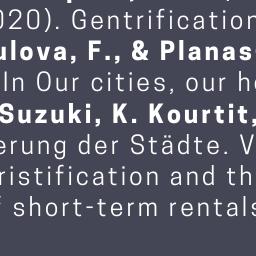 020). Gentrification
ulova, F., & Planas
In Our cities, our h
Suzuki, K. Kourtit,
erung der Städte. V
ristification and th
f short-term rentals